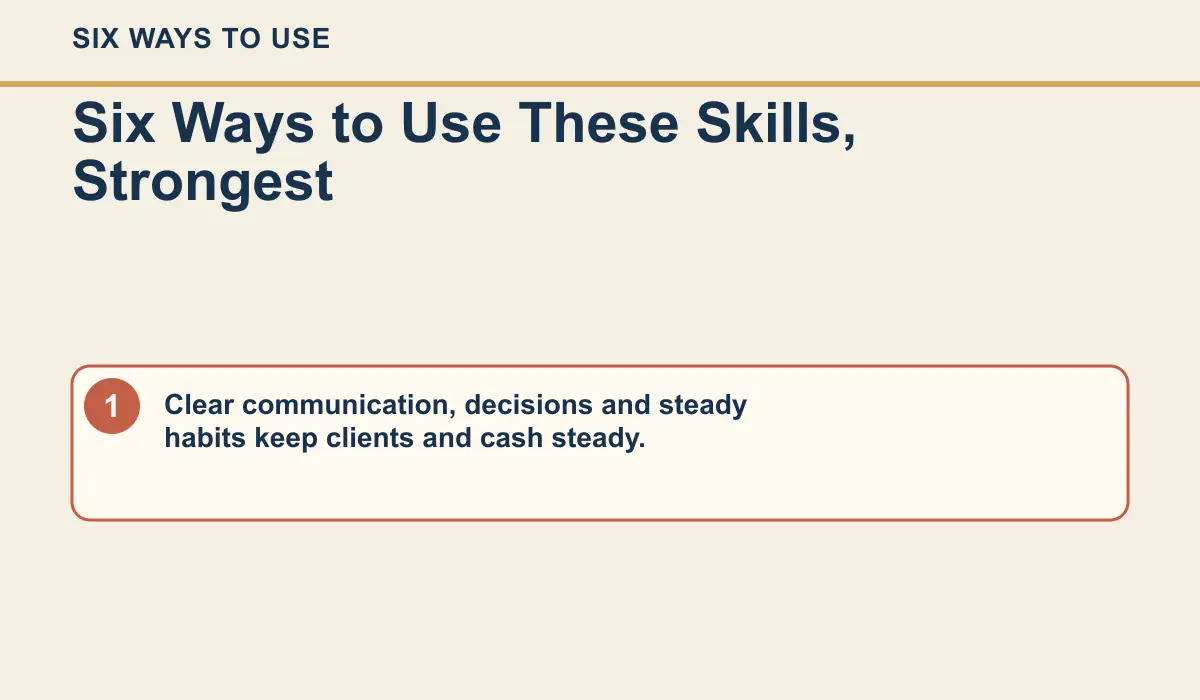 SIX WAYS TO USE
Six Ways to Use These Skills,
Strongest
1
Clear communication, decisions and steady
habits keep clients and cash steady.